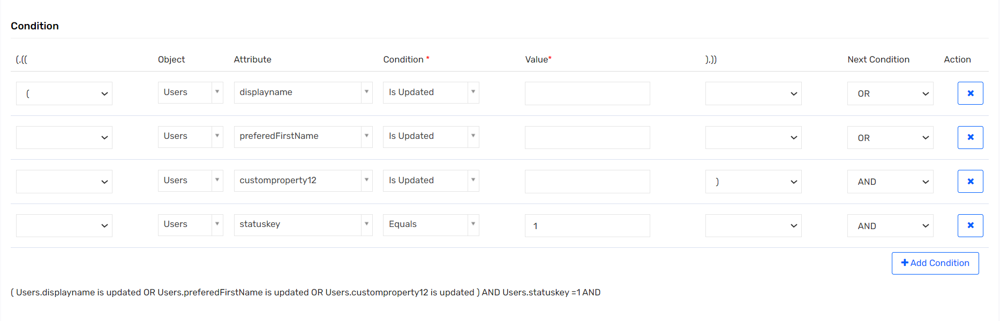 Condition
(,(( Object Attribute Condition * Value* ),)) Next Condition Action
( Users displayname Is Updated OR
Users preferedFirstName Is Updated OR
Users customproperty12 Is Updated ) AND
Users statuskey Equals 1 AND
Add Condition
( Users.displayname is updated OR Users.preferedFirstName is updated OR Users.customproperty12 is updated ) AND Users.statuskey =1 AND